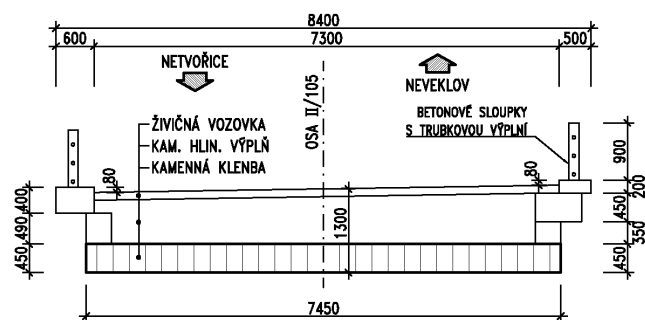 8400
600 7300 500
NETVOŘICE
NEVEKLOV
OSA II/105
ŽIVIČNÁ VOZOVKA
KAM. HLIN. VÝPLŇ
KAMENNÁ KLENBA
BETONOVÉ SLOUPKY
S TRUBKOVOU VÝPLNÍ
80
80
400
490
450
1300
900
200
450
350
450
7450